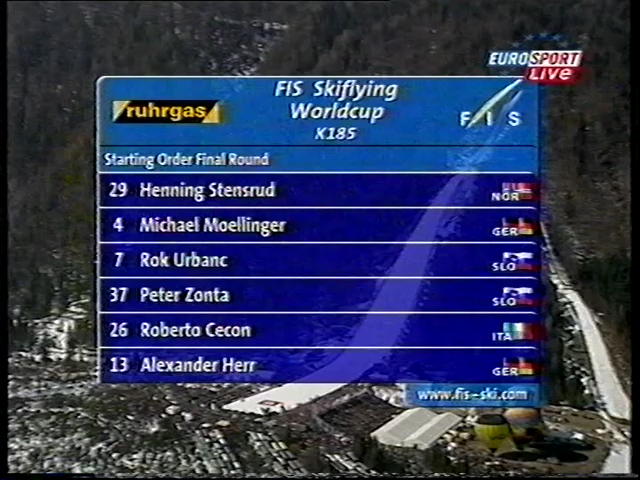 EUROSPORT
LIVE
ruhrgas
FIS Skiflying
Worldcup
K185
FIS
Starting Order Final Round
29 Henning Stensrud NOR
4 Michael Moellinger GER
7 Rok Urbanc SLO
37 Peter Zonta SLO
26 Roberto Cecon ITA
13 Alexander Herr GER
www.fis-ski.com